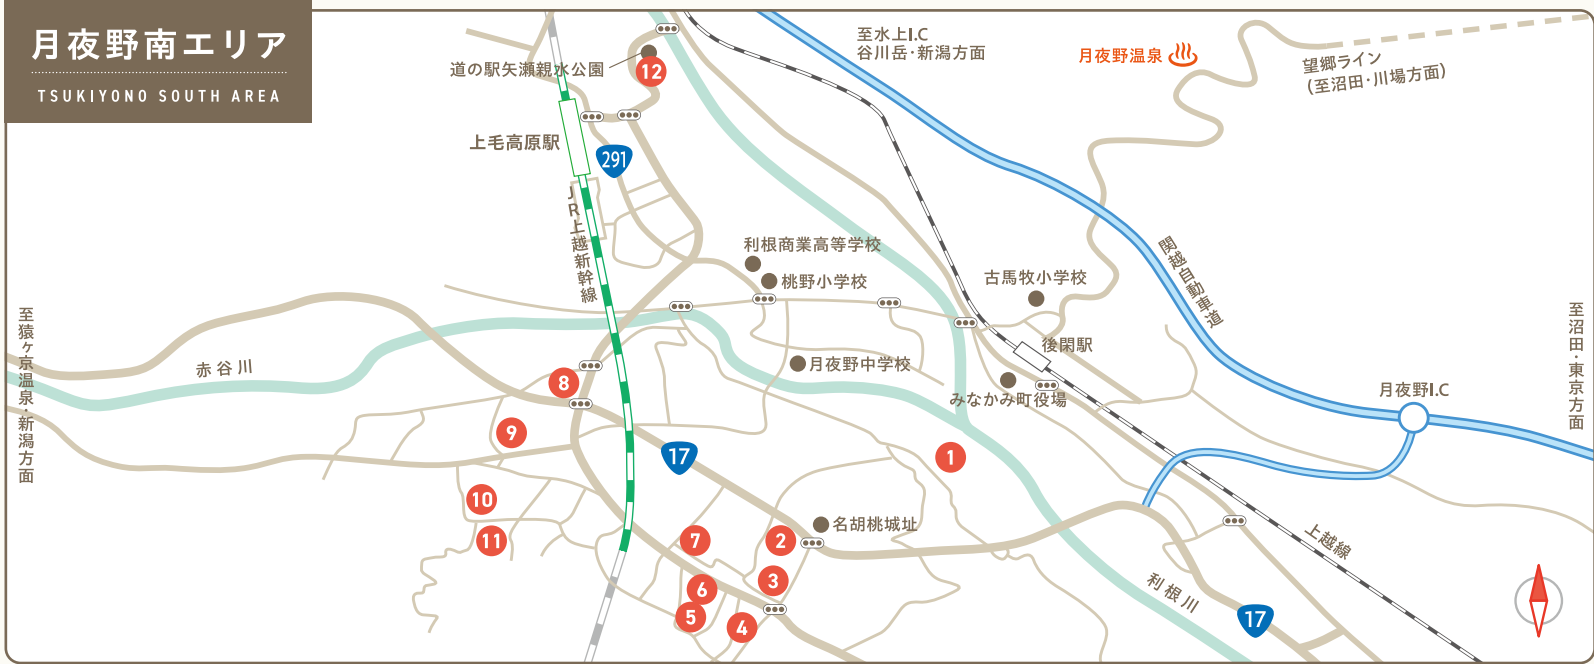 月夜野南エリア
TSUKIYONO SOUTH AREA
至水上I.C
谷川岳・新潟方面
月夜野温泉
望郷ライン
(至沼田・川場方面)
道の駅矢瀬親水公園
12
上毛高原駅
291
JR上越新幹線
利根商業高等学校
桃野小学校
古馬牧小学校
関越自動車道
至猿ヶ京温泉・新潟方面
至沼田・東京方面
赤谷川
後閑駅
月夜野中学校
みなかみ町役場
月夜野I.C
8
9
17
1
10
11
7
2
名胡桃城址
上越線
3
6
5
4
利根川
17